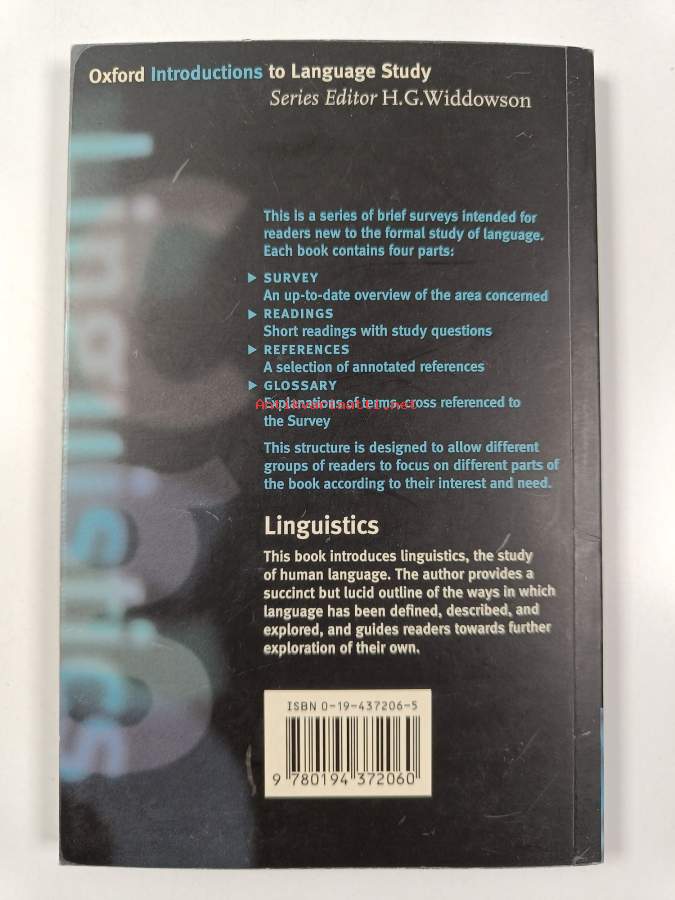 Oxford Introductions to Language Study
Series Editor H.G.Widdowson
This is a series of brief surveys intended for
readers new to the formal study of language.
Each book contains four parts:
▶ SURVEY
An up-to-date overview of the area concerned
▶ READINGS
Short readings with study questions
▶ REFERENCES
A selection of annotated references
▶ GLOSSARY
Explanations of terms, cross referenced to
the Survey
This structure is designed to allow different
groups of readers to focus on different parts of
the book according to their interest and need.
Linguistics
This book introduces linguistics, the study
of human language. The author provides a
succinct but lucid outline of the ways in which
language has been defined, described, and
explored, and guides readers towards further
exploration of their own.
ISBN 0-19-437206-5
9 780194 372060
Linguistics